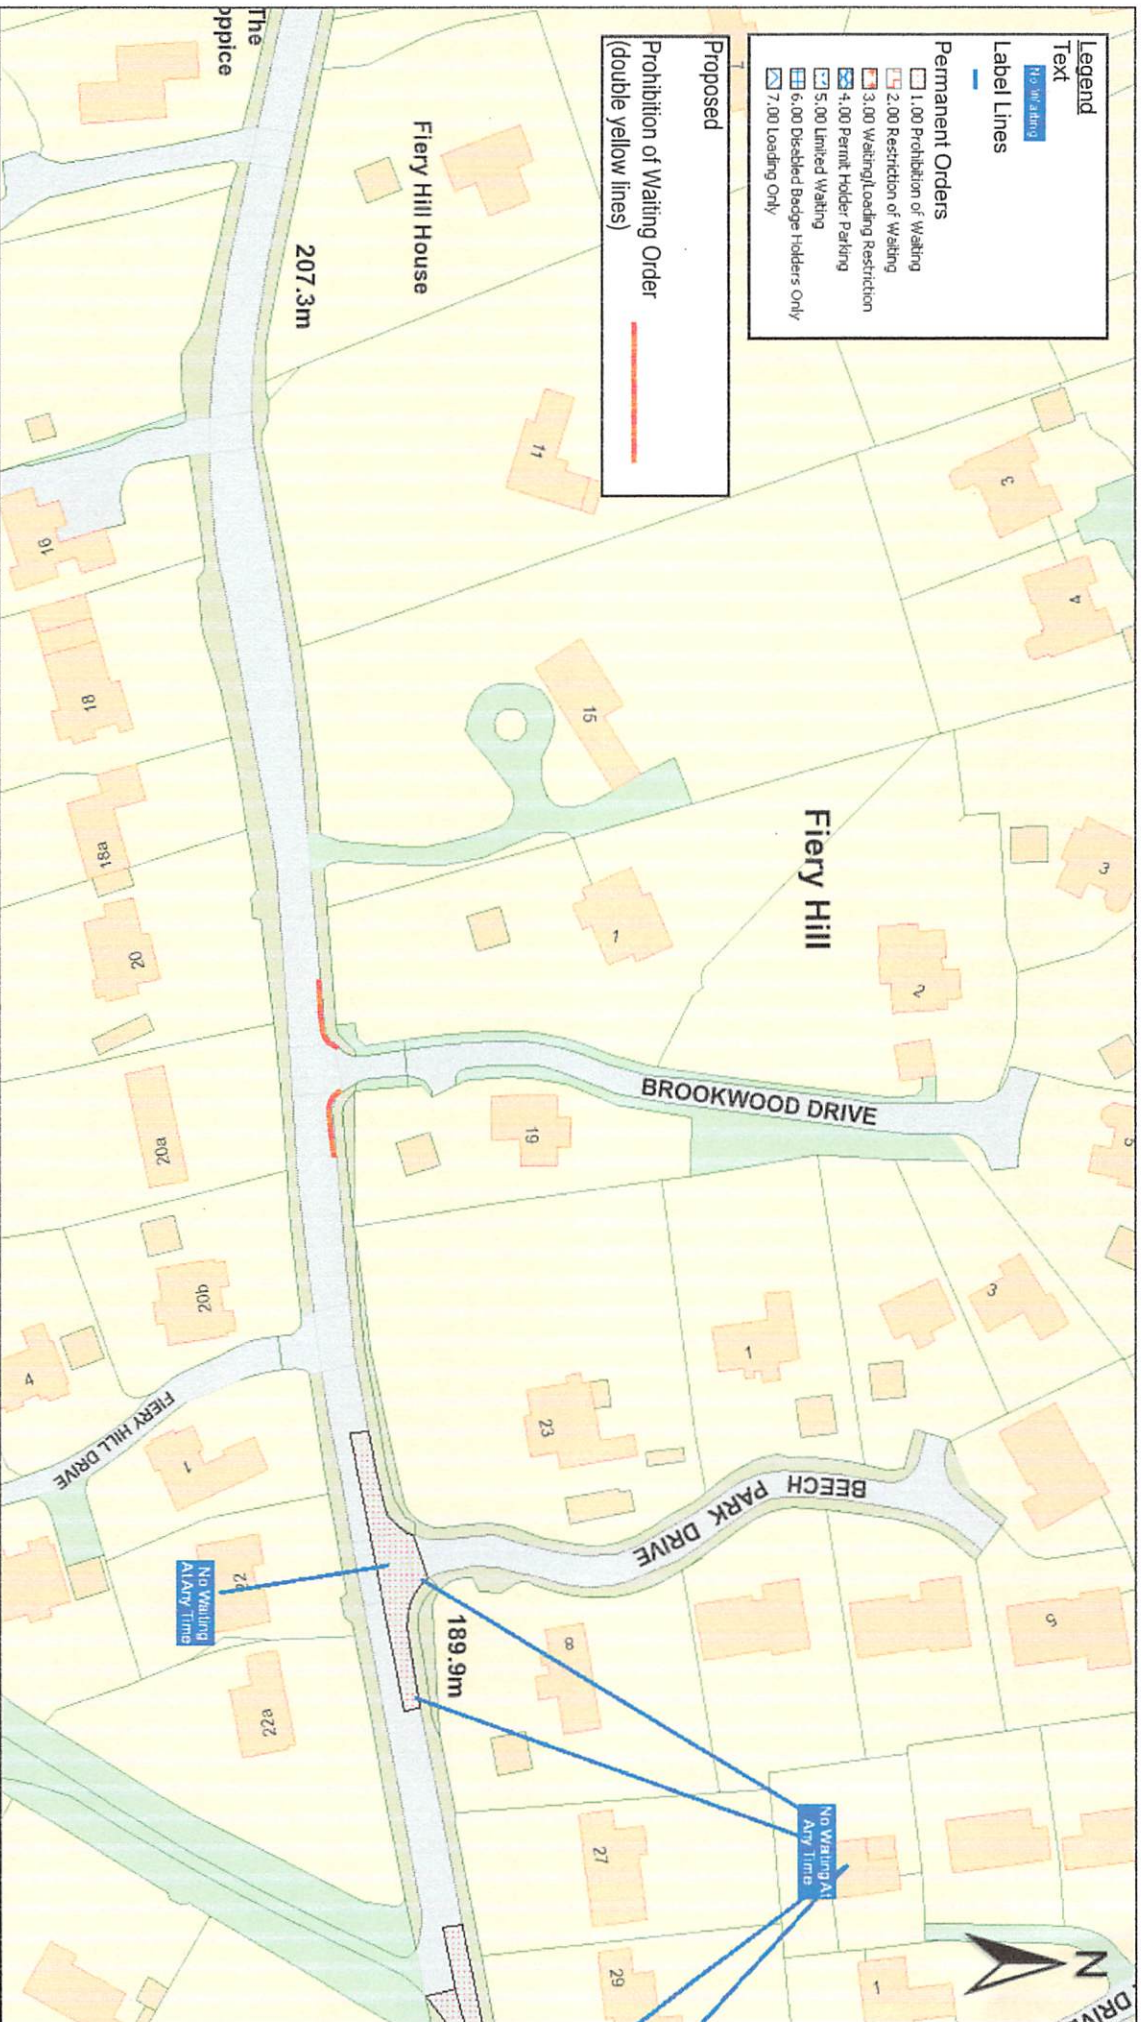 Legend
Text
No Waiting
Label Lines
Permanent Orders
1.00 Prohibition of Waiting
2.00 Restriction of Waiting
3.00 Waiting/Loading Restriction
4.00 Permit Holder Parking
5.00 Limited Waiting
6.00 Disabled Badge Holders Only
7.00 Loading Only
Proposed
Prohibition of Waiting Order
(double yellow lines)
N
DRIVE
3
4
3
5
7
2
3
5
1
Fiery Hill
BROOKWOOD DRIVE
BEECH PARK DRIVE
No Waiting At
Any Time
11
15
1
19
1
23
8
27
29
Fiery Hill House
207.3m
189.9m
The
oppice
16
18
18a
20
20a
20b
4
FIERY HILL DRIVE
1
22
22a
No Waiting
At Any Time